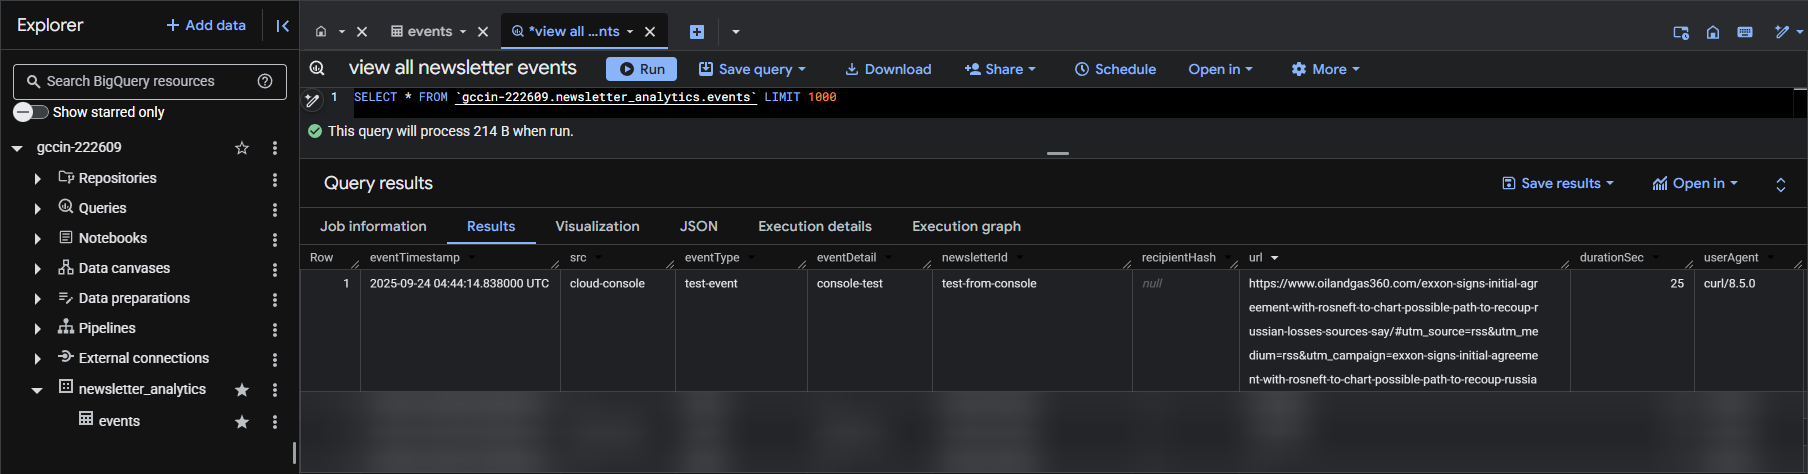 Explorer
+ Add data
Search BigQuery resources
Show starred only
gccin-222609
Repositories
Queries
Notebooks
Data canvases
Data preparations
Pipelines
External connections
newsletter_analytics
events
events
*view all ...nts
view all newsletter events
Run
Save query
Download
Share
Schedule
Open in
More
1 SELECT * FROM `gccin-222609.newsletter_analytics.events` LIMIT 1000
This query will process 214 B when run.
Query results
Save results
Open in
Job information Results Visualization JSON Execution details Execution graph
Row eventTimestamp src eventType eventDetail newsletterId recipientHash url durationSec userAgent
1 2025-09-24 04:44:14.838000 UTC cloud-console test-event console-test test-from-console null https://www.oilandgas360.com/exxon-signs-initial-agr 25 curl/8.5.0
eement-with-rosneft-to-chart-possible-path-to-recoup-r
ussian-losses-sources-say/#utm_source=rss&utm_me
dium=rss&utm_campaign=exxon-signs-initial-agreeme
nt-with-rosneft-to-chart-possible-path-to-recoup-russia